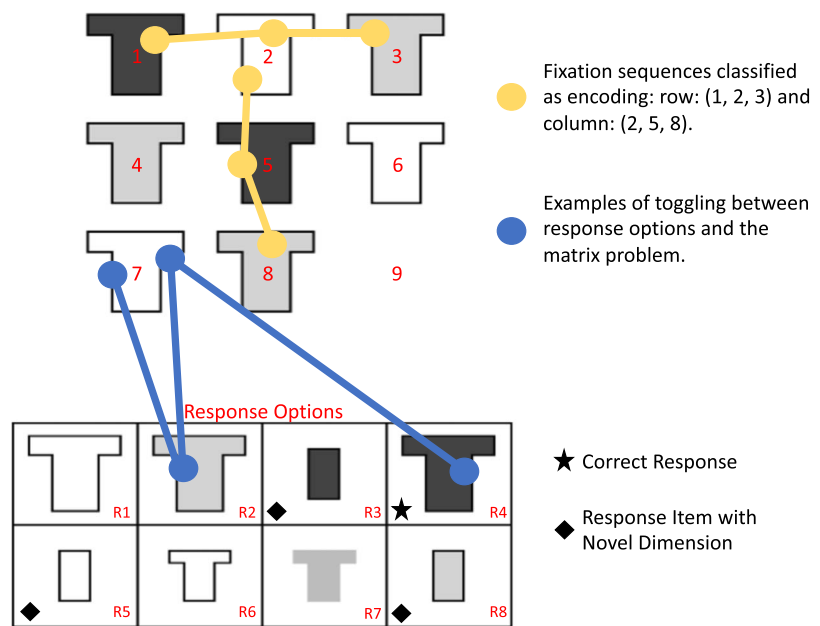 1
2
3
Fixation sequences classified
as encoding: row: (1, 2, 3) and
column: (2, 5, 8).
4
5
6
Examples of toggling between
response options and the
matrix problem.
7
8
9
Response Options
R1
R2
R3
R4
Correct Response
Response Item with
Novel Dimension
R5
R6
R7
R8